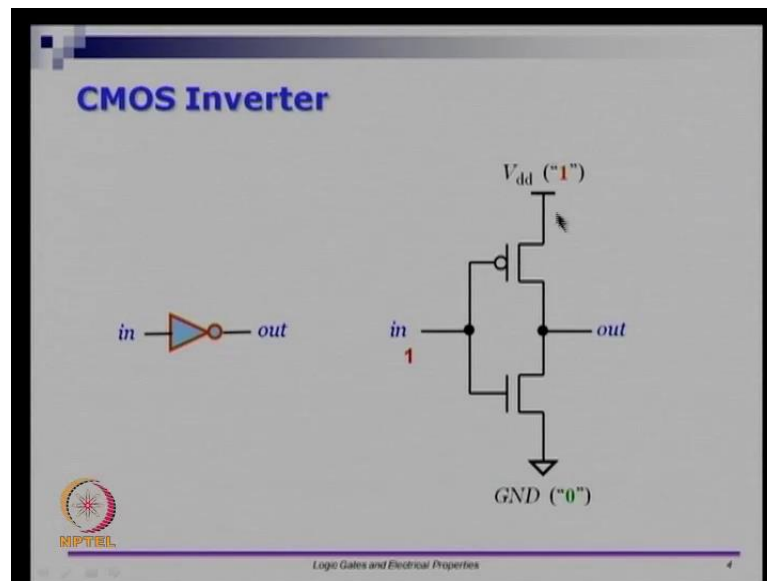 CMOS Inverter
V_dd ("1")
in
out
in
out
1
GND ("0")
NPTEL
Logic Gates and Electrical Properties
4